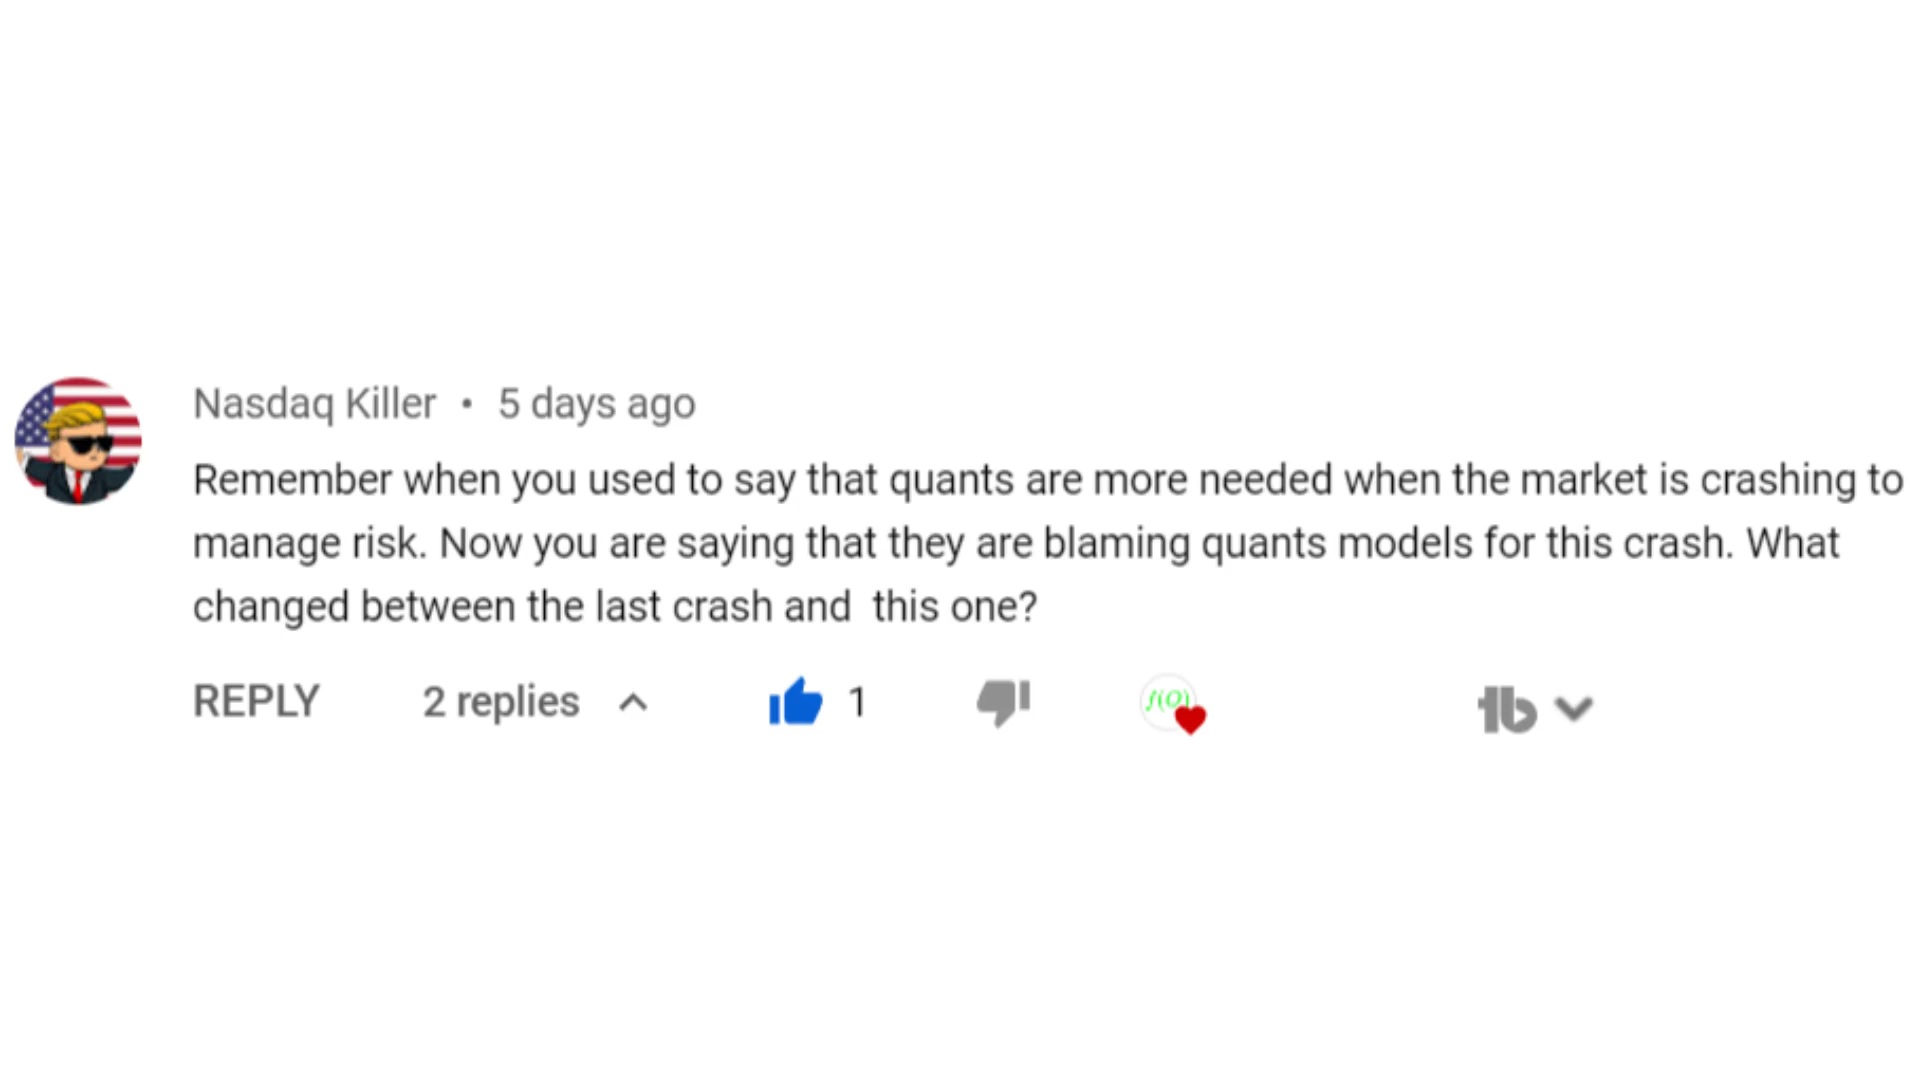 Nasdaq Killer • 5 days ago
Remember when you used to say that quants are more needed when the market is crashing to
manage risk. Now you are saying that they are blaming quants models for this crash. What
changed between the last crash and  this one?
REPLY 2 replies 1 f(O) tb